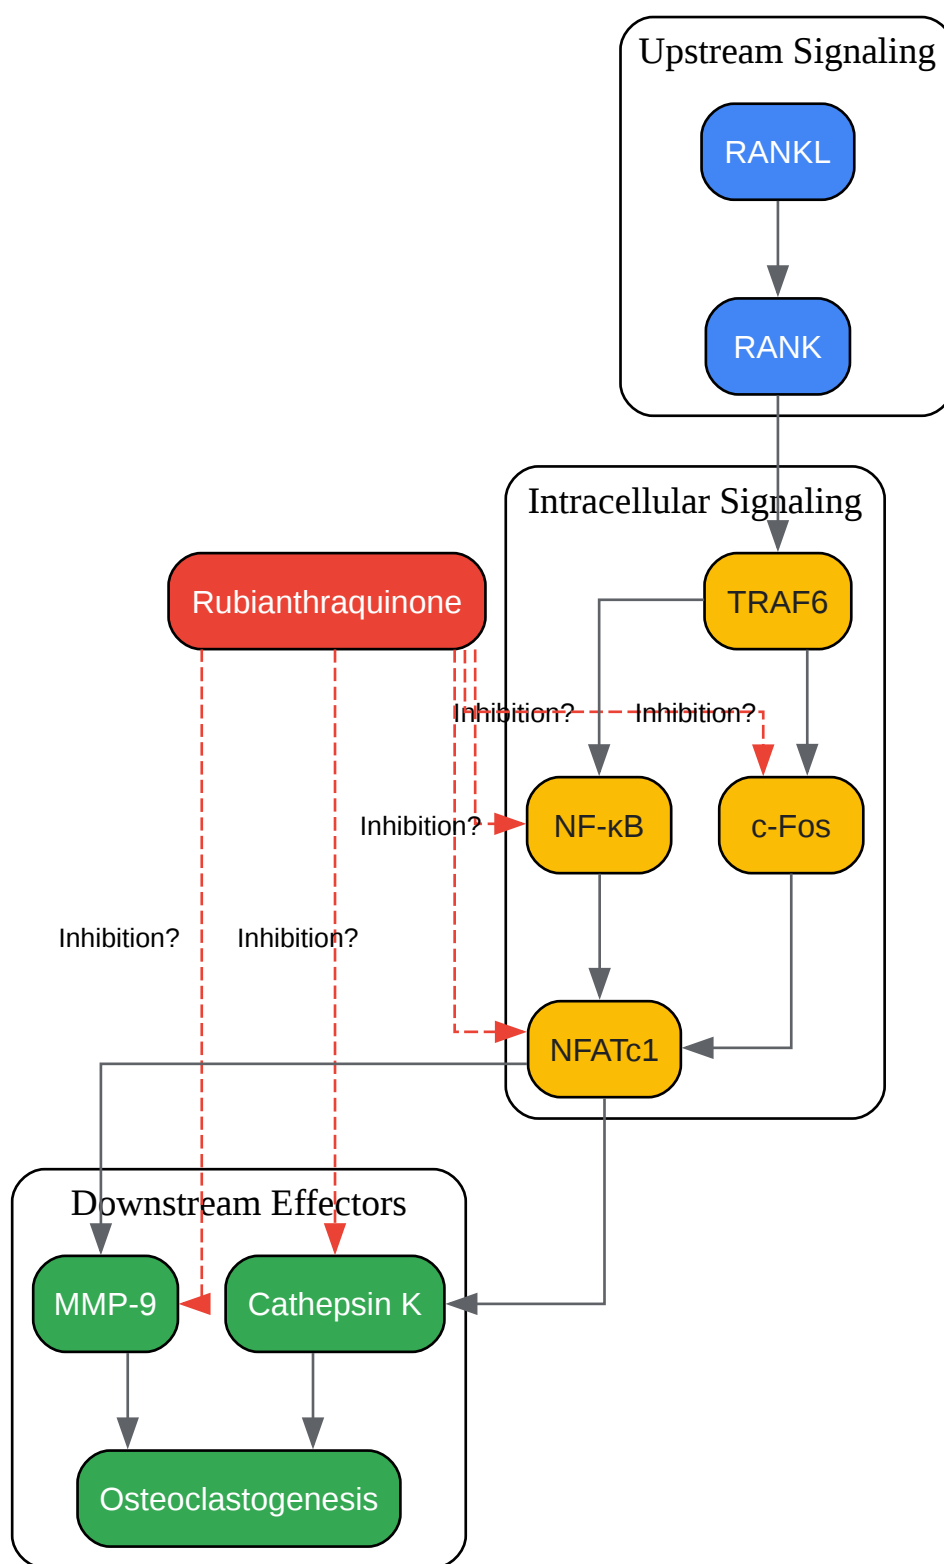 Upstream Signaling
RANKL
RANK
Intracellular Signaling
Rubianthraquinone
TRAF6
Inhibition?
Inhibition?
Inhibition?
NF-κB
c-Fos
Inhibition?
Inhibition?
NFATc1
Downstream Effectors
MMP-9
Cathepsin K
Osteoclastogenesis